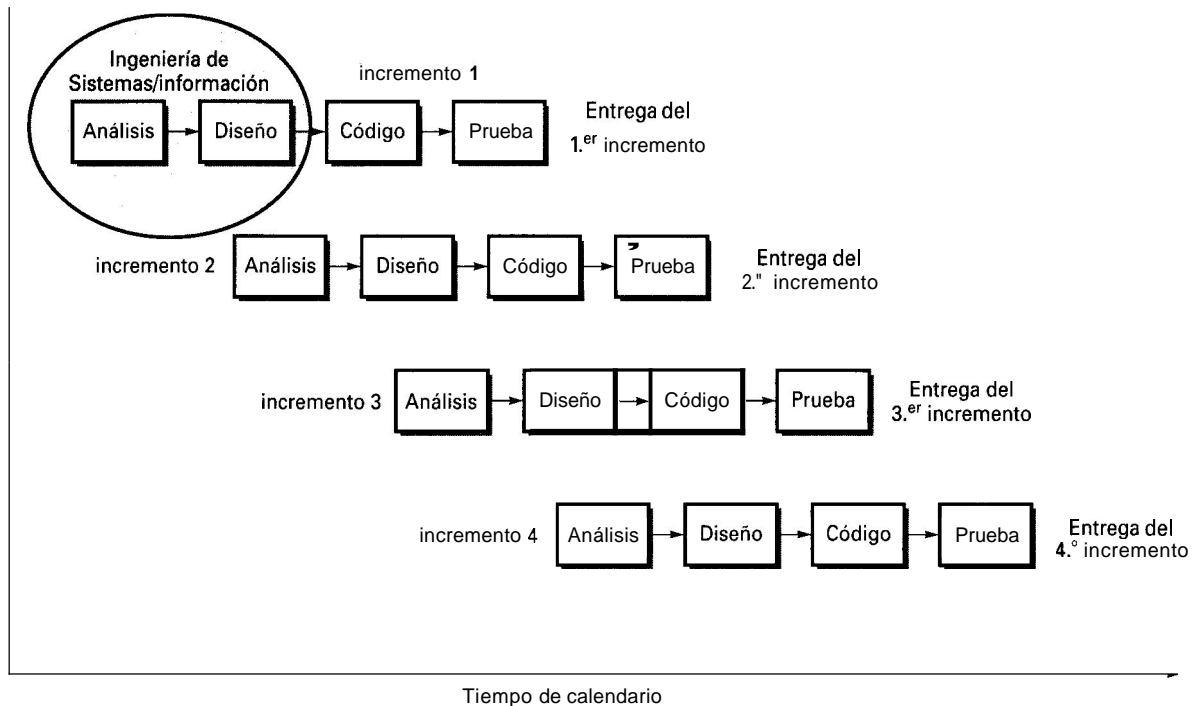 Ingeniería de
Sistemas/información
incremento 1
Análisis
Diseño
Código
Prueba
Entrega del
1.er incremento
incremento 2
Análisis
Diseño
Código
Prueba
Entrega del
2." incremento
incremento 3
Análisis
Diseño
Código
Prueba
Entrega del
3.er incremento
incremento 4
Análisis
Diseño
Código
Prueba
Entrega del
4.° incremento
Tiempo de calendario